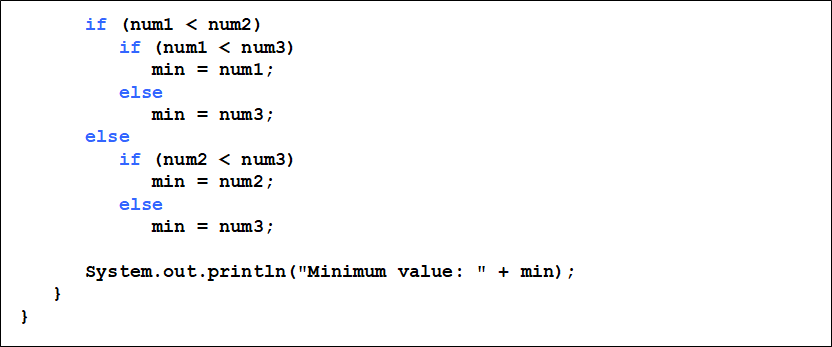 if (num1 < num2)
if (num1 < num3)
min = num1;
else
min = num3;
else
if (num2 < num3)
min = num2;
else
min = num3;
System.out.println("Minimum value: " + min);
}
}